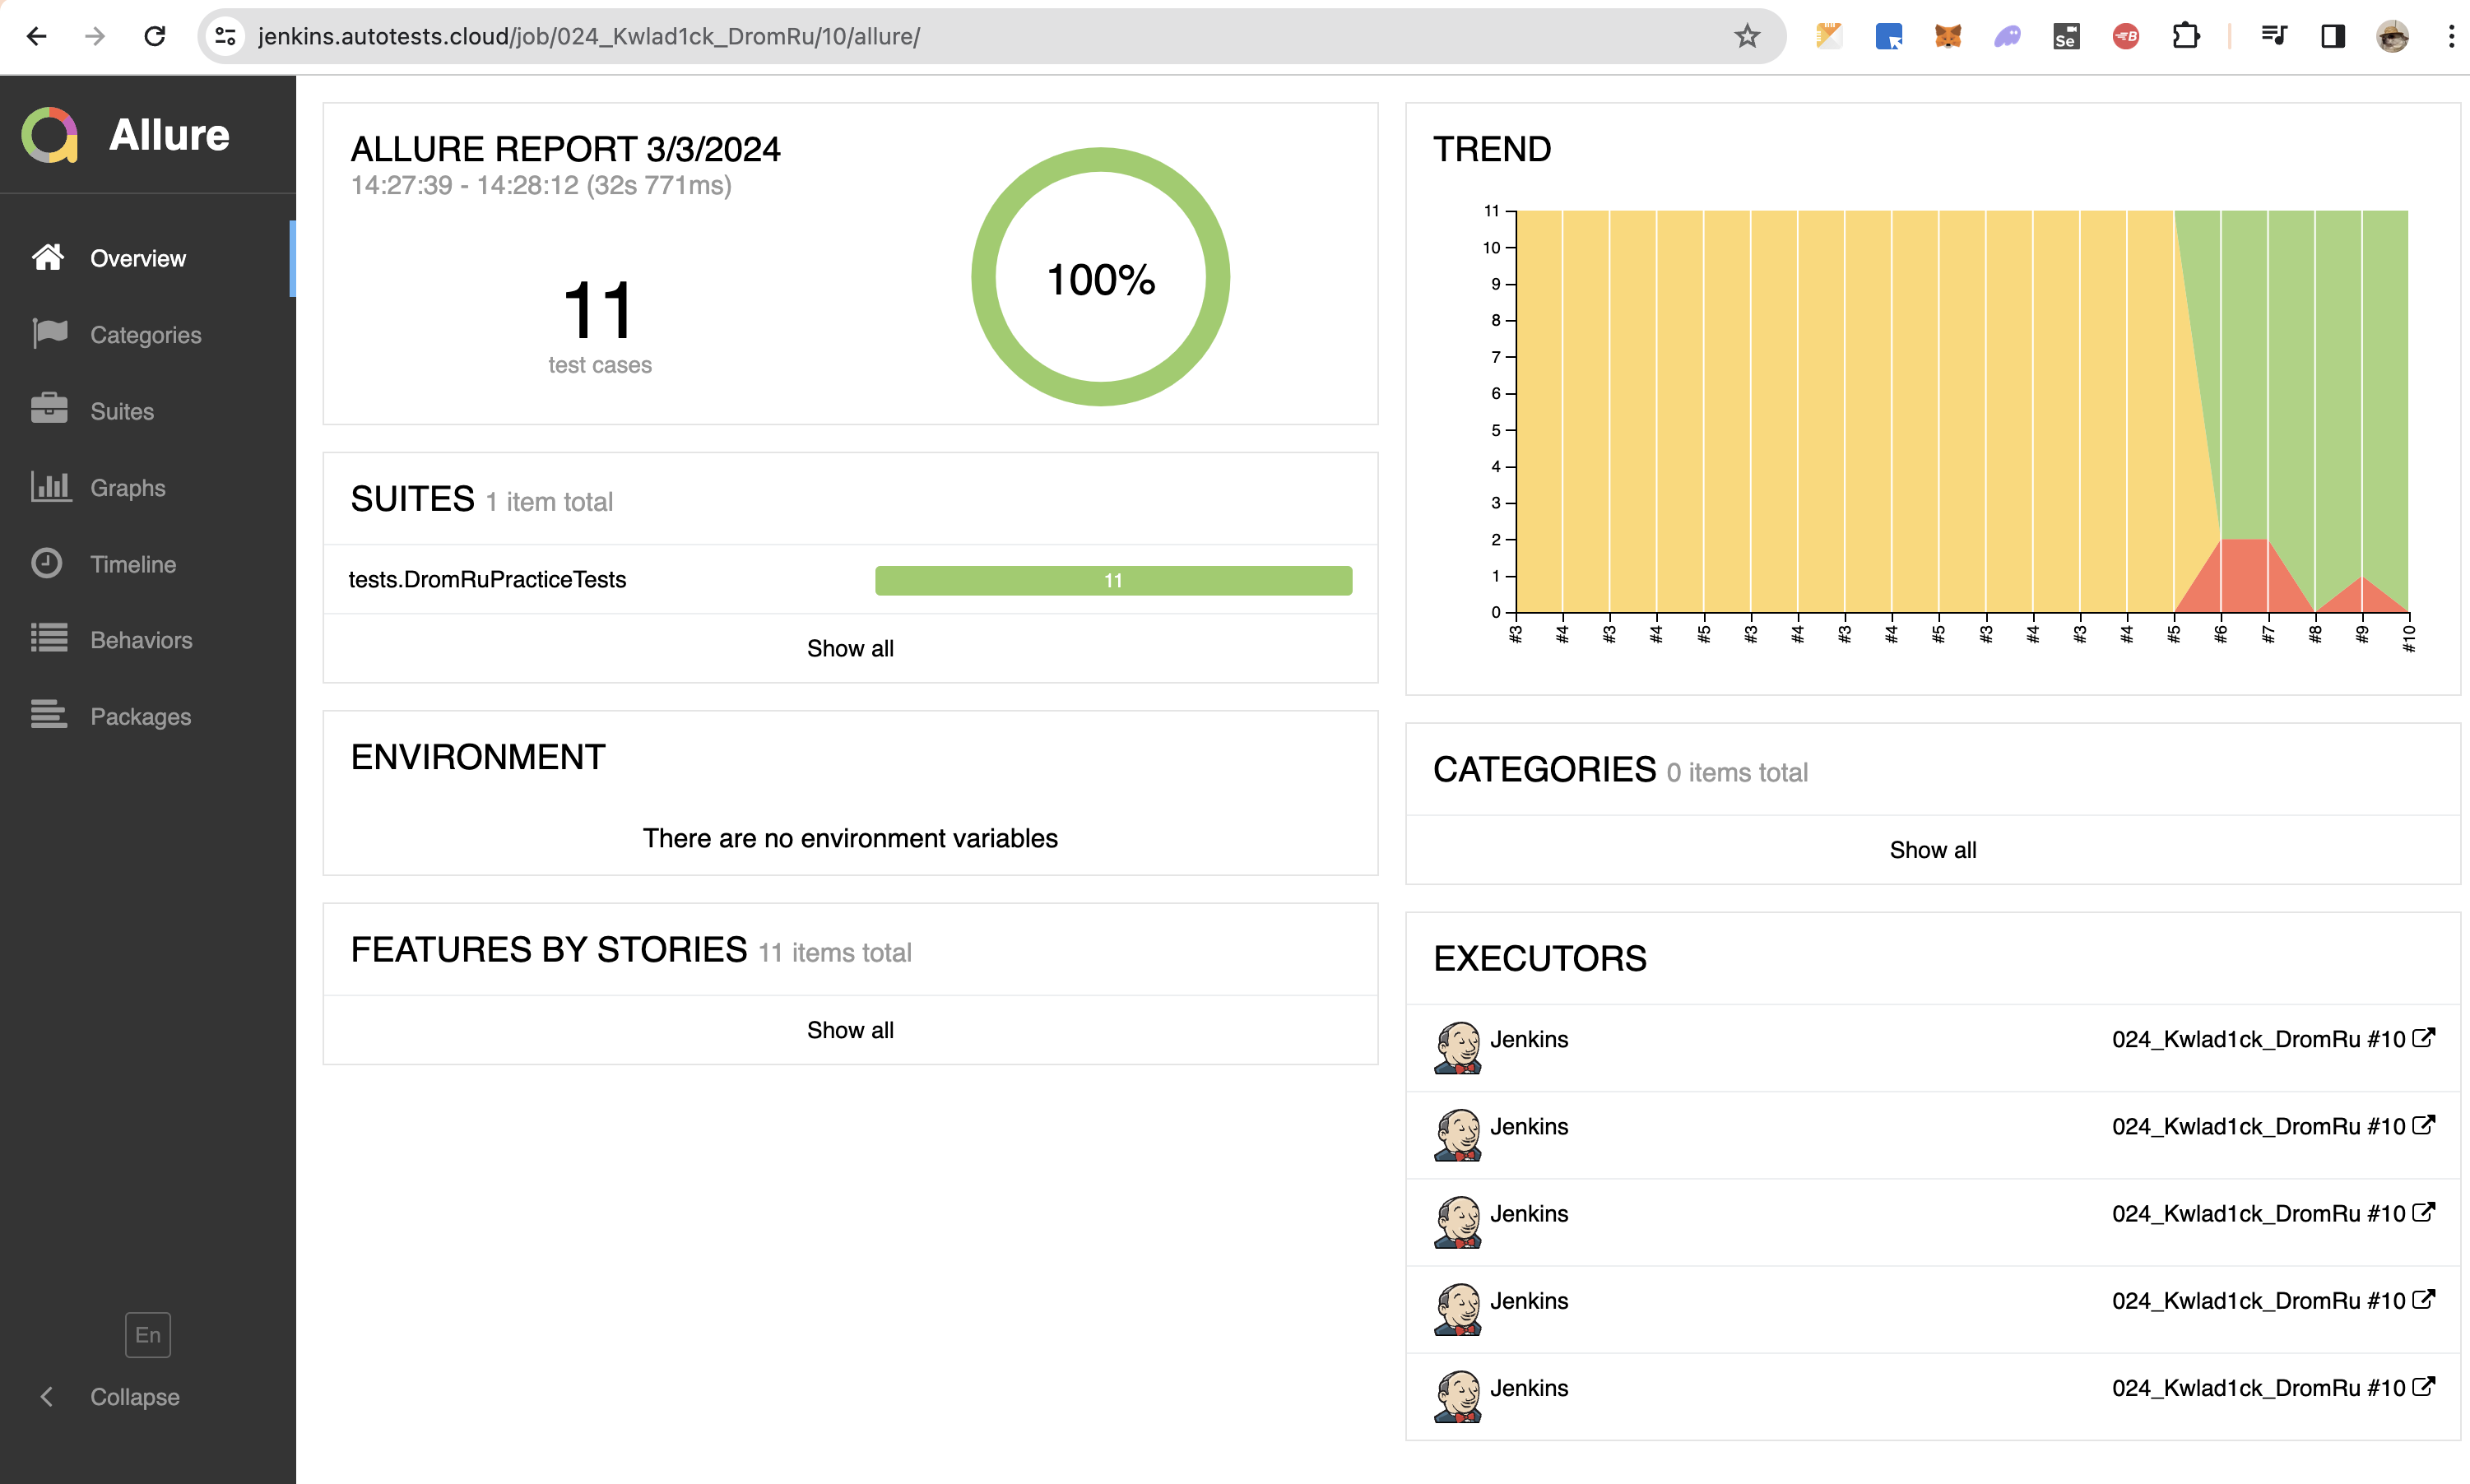 jenkins.autotests.cloud/job/024_Kwlad1ck_DromRu/10/allure/
Se
B
Allure
Overview
Categories
Suites
Graphs
Timeline
Behaviors
Packages
En
Collapse
ALLURE REPORT 3/3/2024
14:27:39 - 14:28:12 (32s 771ms)
11
test cases
100%
SUITES 1 item total
tests.DromRuPracticeTests 11
Show all
ENVIRONMENT
There are no environment variables
FEATURES BY STORIES 11 items total
Show all
TREND
11
10
9
8
7
6
5
4
3
2
1
0
#3 #4 #3 #4 #5 #3 #4 #3 #4 #5 #3 #4 #3 #4 #5 #6 #7 #8 #9 #10
CATEGORIES 0 items total
Show all
EXECUTORS
Jenkins 024_Kwlad1ck_DromRu #10
Jenkins 024_Kwlad1ck_DromRu #10
Jenkins 024_Kwlad1ck_DromRu #10
Jenkins 024_Kwlad1ck_DromRu #10
Jenkins 024_Kwlad1ck_DromRu #10